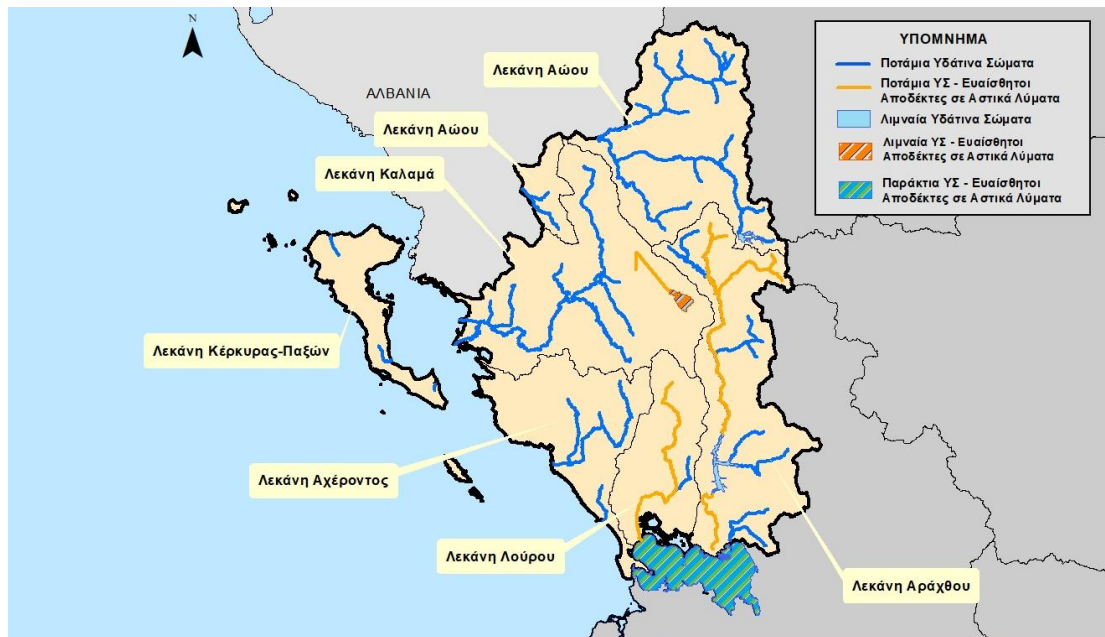 N
ΑΛΒΑΝΙΑ
Λεκάνη Αώου
Λεκάνη Αώου
Λεκάνη Καλαμά
Λεκάνη Κέρκυρας-Παξών
Λεκάνη Αχέροντος
Λεκάνη Λούρου
Λεκάνη Αράχθου
ΥΠΟΜΝΗΜΑ
Ποτάμια Υδάτινα Σώματα
Ποτάμια ΥΣ - Ευαίσθητοι
Αποδέκτες σε Αστικά Λύματα
Λιμναία Υδάτινα Σώματα
Λιμναία ΥΣ - Ευαίσθητοι
Αποδέκτες σε Αστικά Λύματα
Παράκτια ΥΣ - Ευαίσθητοι
Αποδέκτες σε Αστικά Λύματα